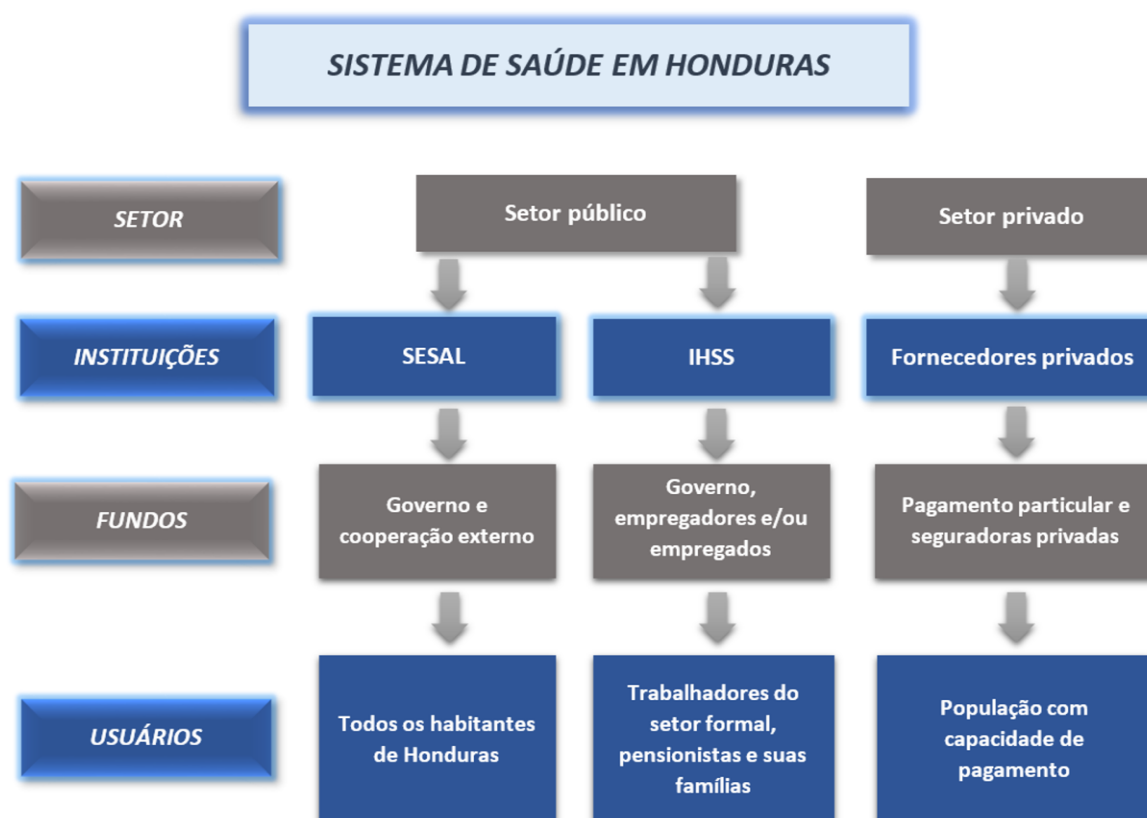 SISTEMA DE SAÚDE EM HONDURAS
SETOR
Setor público
Setor privado
INSTITUIÇÕES
SESAL
IHSS
Fornecedores privados
FUNDOS
Governo e
cooperação externo
Governo,
empregadores e/ou
empregados
Pagamento particular e
seguradoras privadas
USUÁRIOS
Todos os habitantes
de Honduras
Trabalhadores do
setor formal,
pensionistas e suas
famílias
População com
capacidade de
pagamento